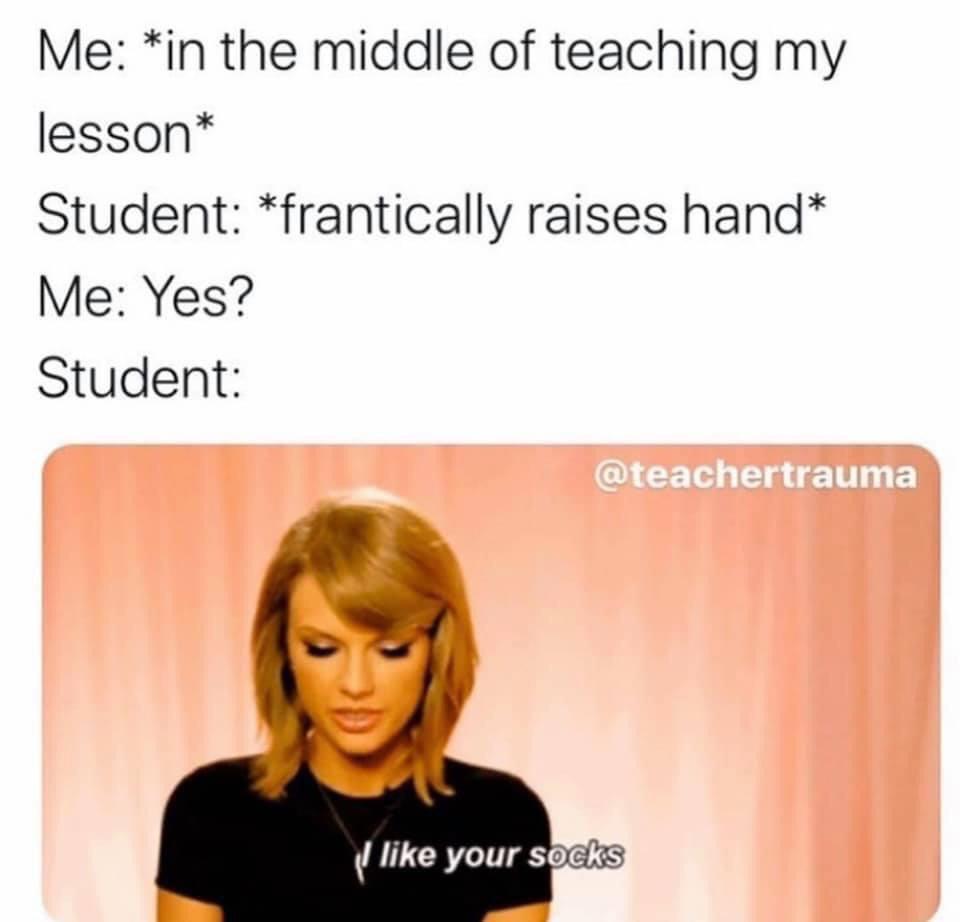 Me: *in the middle of teaching my
lesson*
Student: *frantically raises hand*
Me: Yes?
Student:
@teachertrauma
I like your socks